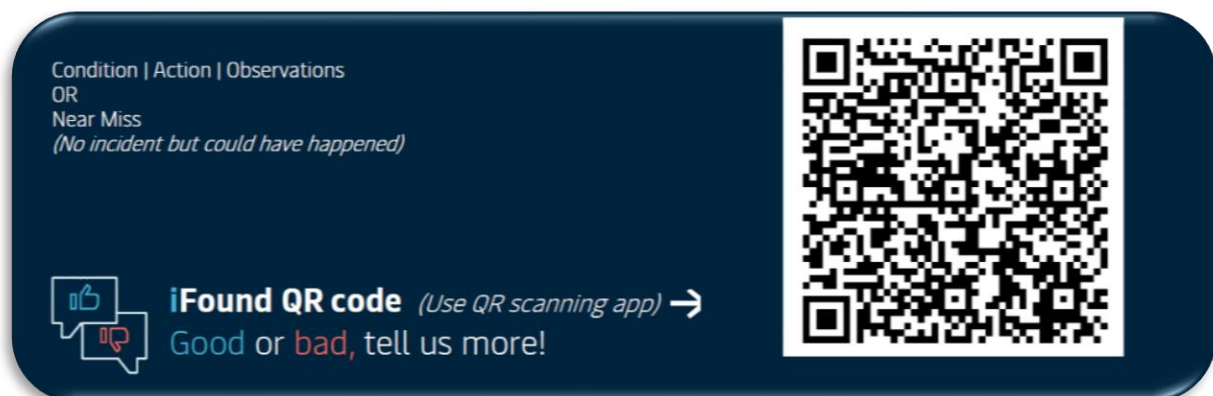 Condition | Action | Observations
OR
Near Miss
(No incident but could have happened)
iFound QR code (Use QR scanning app) →
Good or bad, tell us more!